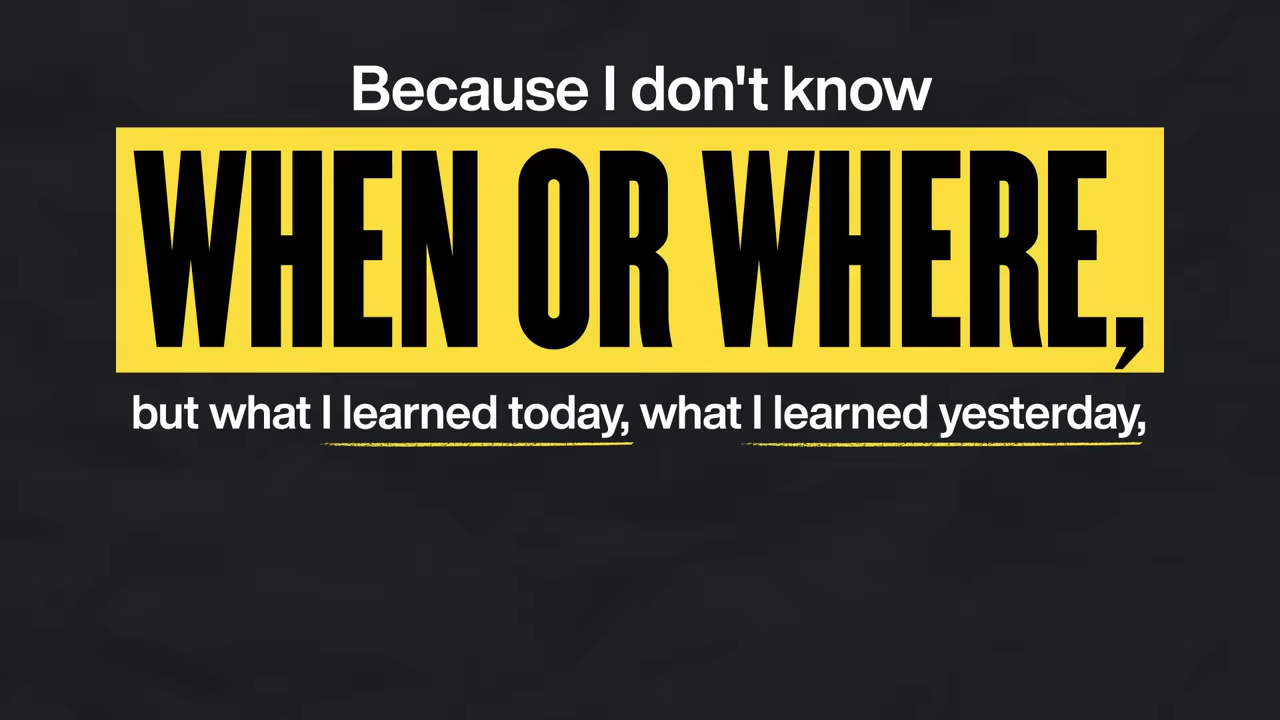 Because I don't know
WHEN OR WHERE,
but what I learned today, what I learned yesterday,